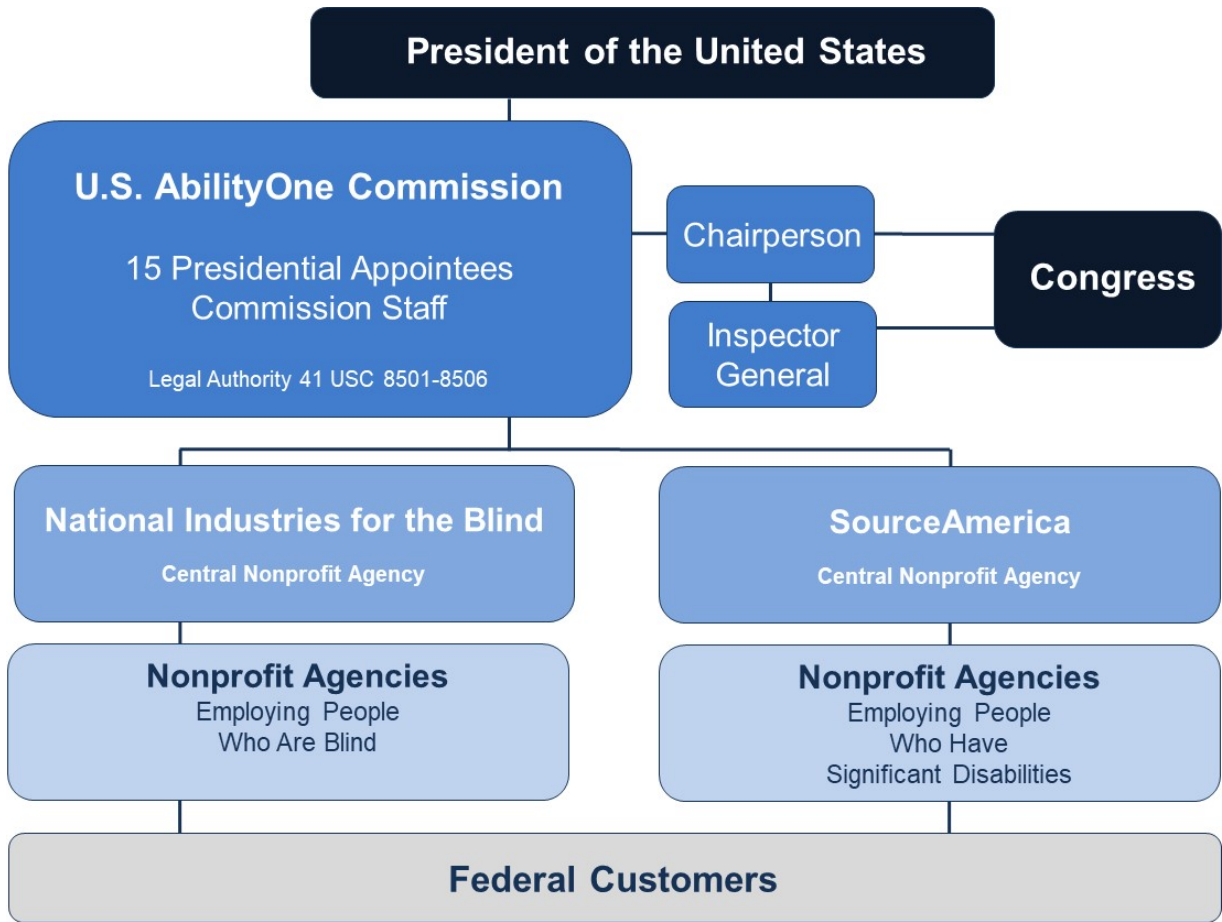 President of the United States
U.S. AbilityOne Commission
15 Presidential Appointees
Commission Staff
Legal Authority 41 USC 8501-8506
Chairperson
Inspector
General
Congress
National Industries for the Blind
Central Nonprofit Agency
SourceAmerica
Central Nonprofit Agency
Nonprofit Agencies
Employing People
Who Are Blind
Nonprofit Agencies
Employing People
Who Have
Significant Disabilities
Federal Customers